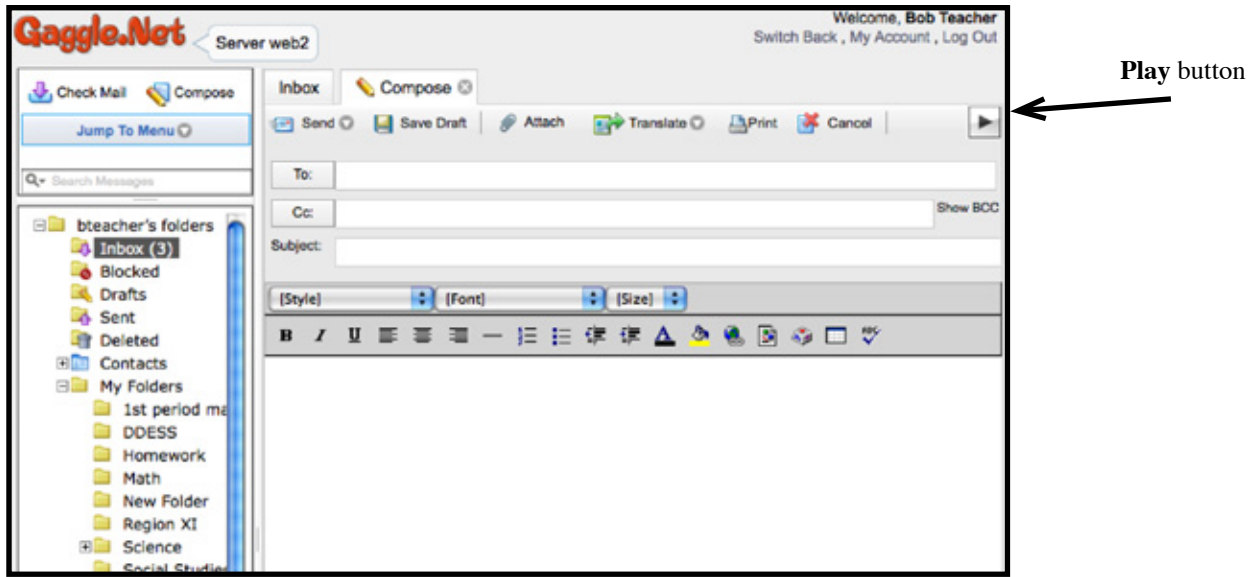 Gaggle.Net
Server web2
Welcome, Bob Teacher
Switch Back , My Account , Log Out
Play button
Check Mail Compose
Jump To Menu
Search Messages
bteacher's folders
Inbox (3)
Blocked
Drafts
Sent
Deleted
Contacts
My Folders
1st period ma
DDESS
Homework
Math
New Folder
Region XI
Science
Social Studies
Inbox Compose
Send Save Draft Attach Translate Print Cancel
To:
Cc: Show BCC
Subject:
[Style] [Font] [Size]
B I U A ABC